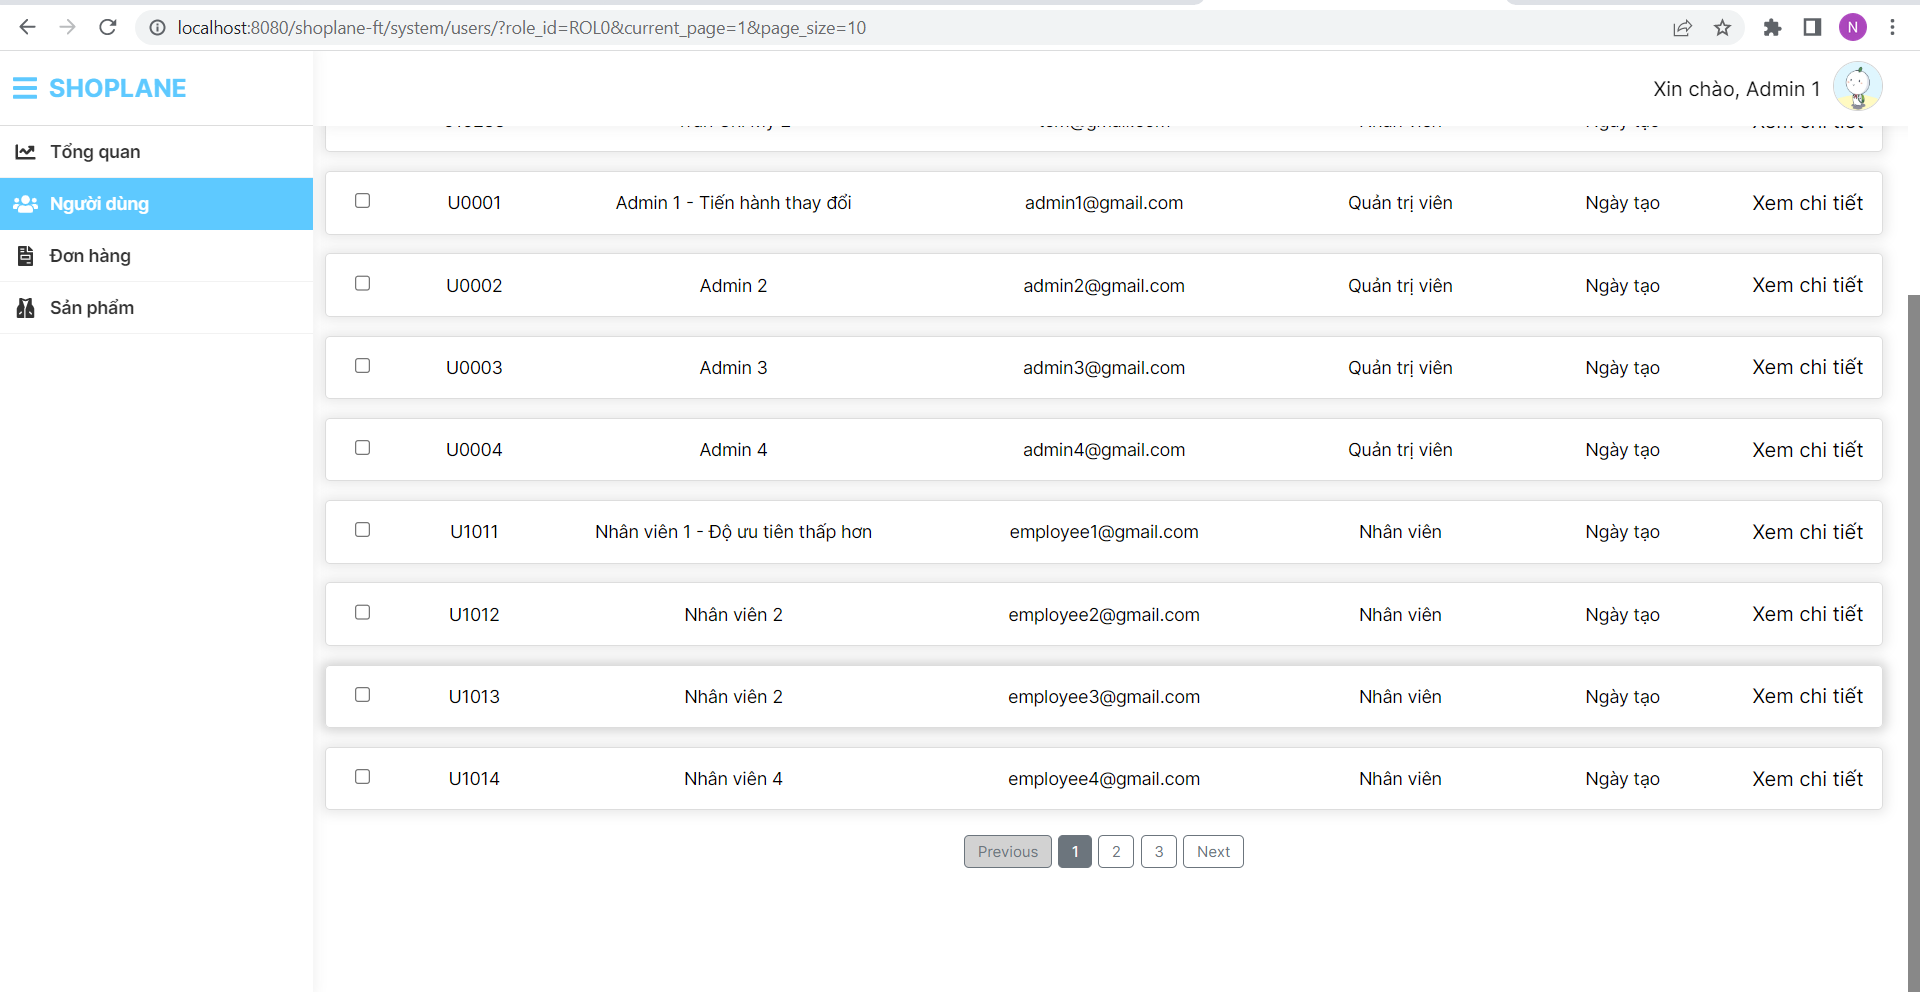 localhost:8080/shoplane-ft/system/users/?role_id=ROL0&current_page=1&page_size=10
N
SHOPLANE
Xin chào, Admin 1
Tổng quan
Người dùng
Đơn hàng
Sản phẩm
U0001 Admin 1 - Tiến hành thay đổi admin1@gmail.com Quản trị viên Ngày tạo Xem chi tiết
U0002 Admin 2 admin2@gmail.com Quản trị viên Ngày tạo Xem chi tiết
U0003 Admin 3 admin3@gmail.com Quản trị viên Ngày tạo Xem chi tiết
U0004 Admin 4 admin4@gmail.com Quản trị viên Ngày tạo Xem chi tiết
U1011 Nhân viên 1 - Độ ưu tiên thấp hơn employee1@gmail.com Nhân viên Ngày tạo Xem chi tiết
U1012 Nhân viên 2 employee2@gmail.com Nhân viên Ngày tạo Xem chi tiết
U1013 Nhân viên 2 employee3@gmail.com Nhân viên Ngày tạo Xem chi tiết
U1014 Nhân viên 4 employee4@gmail.com Nhân viên Ngày tạo Xem chi tiết
Previous 1 2 3 Next